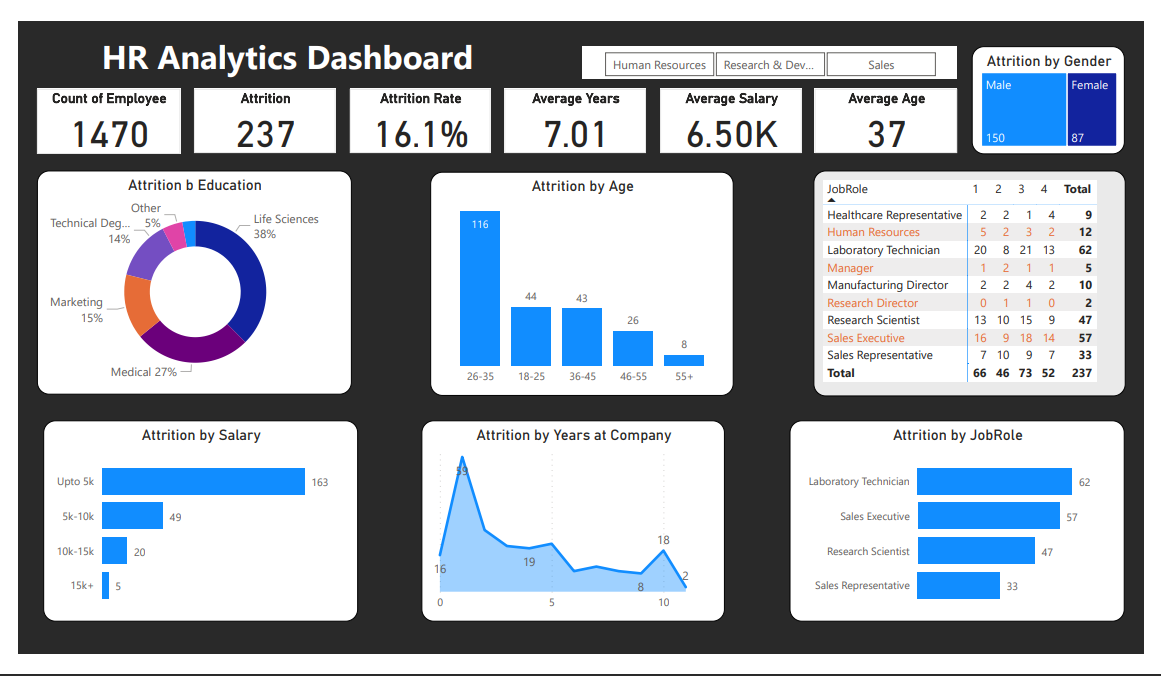 HR Analytics Dashboard
Human Resources
Research & Dev...
Sales
Attrition by Gender
Male
Female
150
87
Count of Employee
1470
Attrition
237
Attrition Rate
16.1%
Average Years
7.01
Average Salary
6.50K
Average Age
37
Attrition b Education
Other
5%
Life Sciences
38%
Technical Deg...
14%
Marketing
15%
Medical 27%
Attrition by Age
116
44
43
26
8
26-35 18-25 36-45 46-55 55+
JobRole 1 2 3 4 Total
Healthcare Representative 2 2 1 4 9
Human Resources 5 2 3 2 12
Laboratory Technician 20 8 21 13 62
Manager 1 2 1 1 5
Manufacturing Director 2 2 4 2 10
Research Director 0 1 1 0 2
Research Scientist 13 10 15 9 47
Sales Executive 16 9 18 14 57
Sales Representative 7 10 9 7 33
Total 66 46 73 52 237
Attrition by Salary
Upto 5k 163
5k-10k 49
10k-15k 20
15k+ 5
Attrition by Years at Company
59
16
19
18
8
2
0 5 10
Attrition by JobRole
Laboratory Technician 62
Sales Executive 57
Research Scientist 47
Sales Representative 33